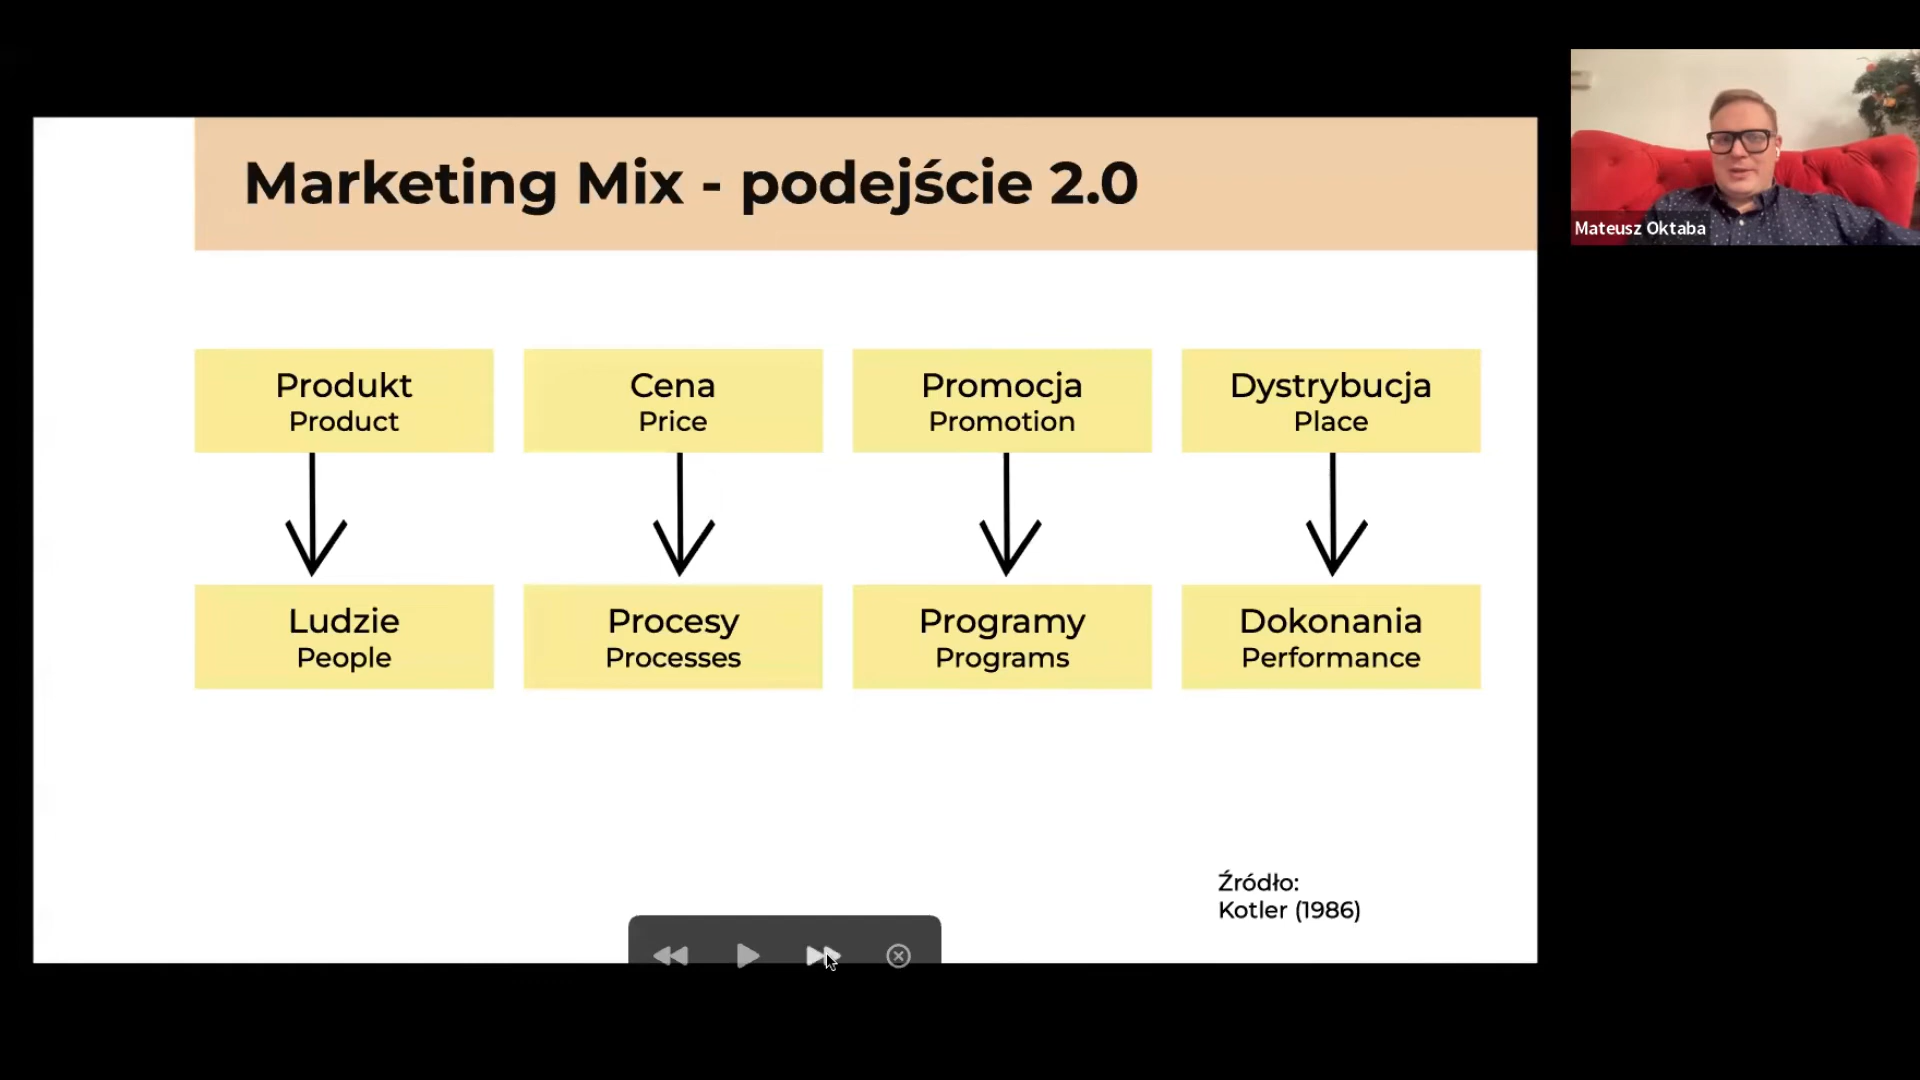 Marketing Mix - podejście 2.0
Produkt
Product
Cena
Price
Promocja
Promotion
Dystrybucja
Place
Ludzie
People
Procesy
Processes
Programy
Programs
Dokonania
Performance
Źródło:
Kotler (1986)
Mateusz Oktaba